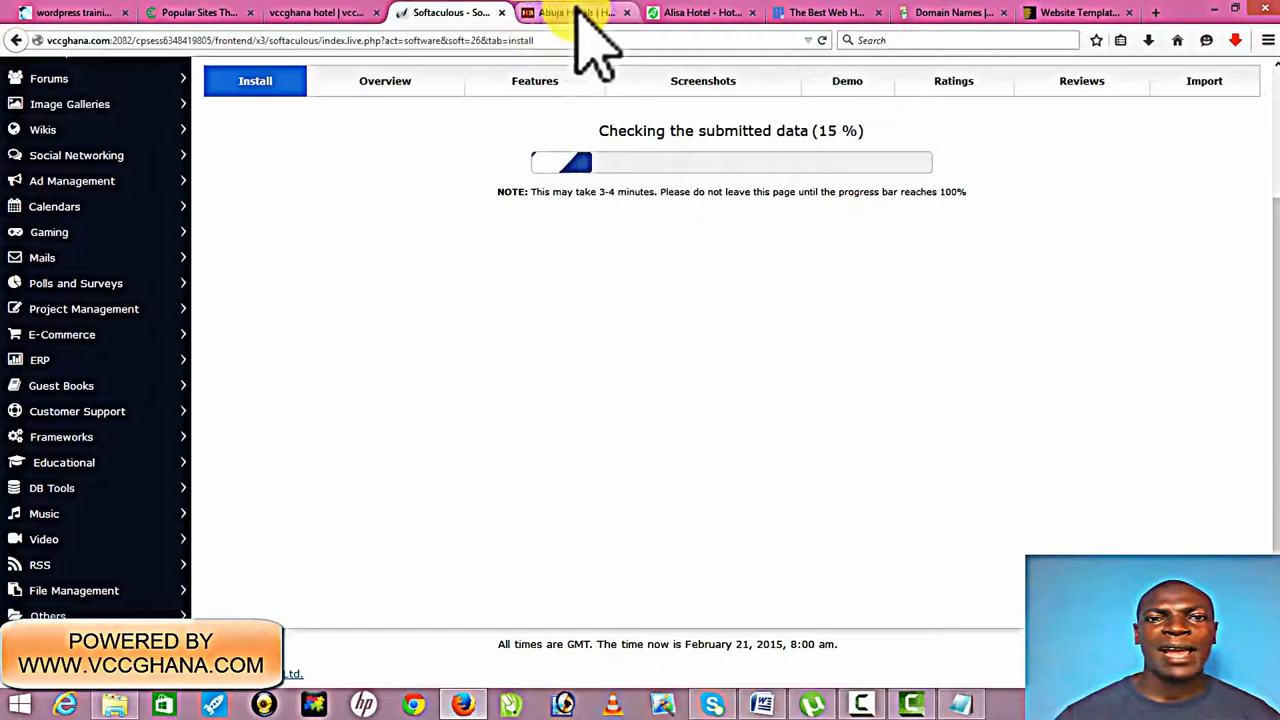 wordpress traini...
Popular Sites Th...
vccghana hotel | vcc...
Softaculous - So...
Alisa Hotel - Hot...
The Best Web H...
Domain Names |...
Website Templat...
vccghana.com:2082/cpsess6348419805/frontend/x3/softaculous/index.live.php?act=software&soft=26&tab=install
Search
Install
Overview
Features
Screenshots
Demo
Ratings
Reviews
Import
Checking the submitted data (15 %)
NOTE: This may take 3-4 minutes. Please do not leave this page until the progress bar reaches 100%
Forums
Image Galleries
Wikis
Social Networking
Ad Management
Calendars
Gaming
Mails
Polls and Surveys
Project Management
E-Commerce
ERP
Guest Books
Customer Support
Frameworks
Educational
DB Tools
Music
Video
RSS
File Management
Others
All times are GMT. The time now is February 21, 2015, 8:00 am.
Ltd.
POWERED BY
WWW.VCCGHANA.COM